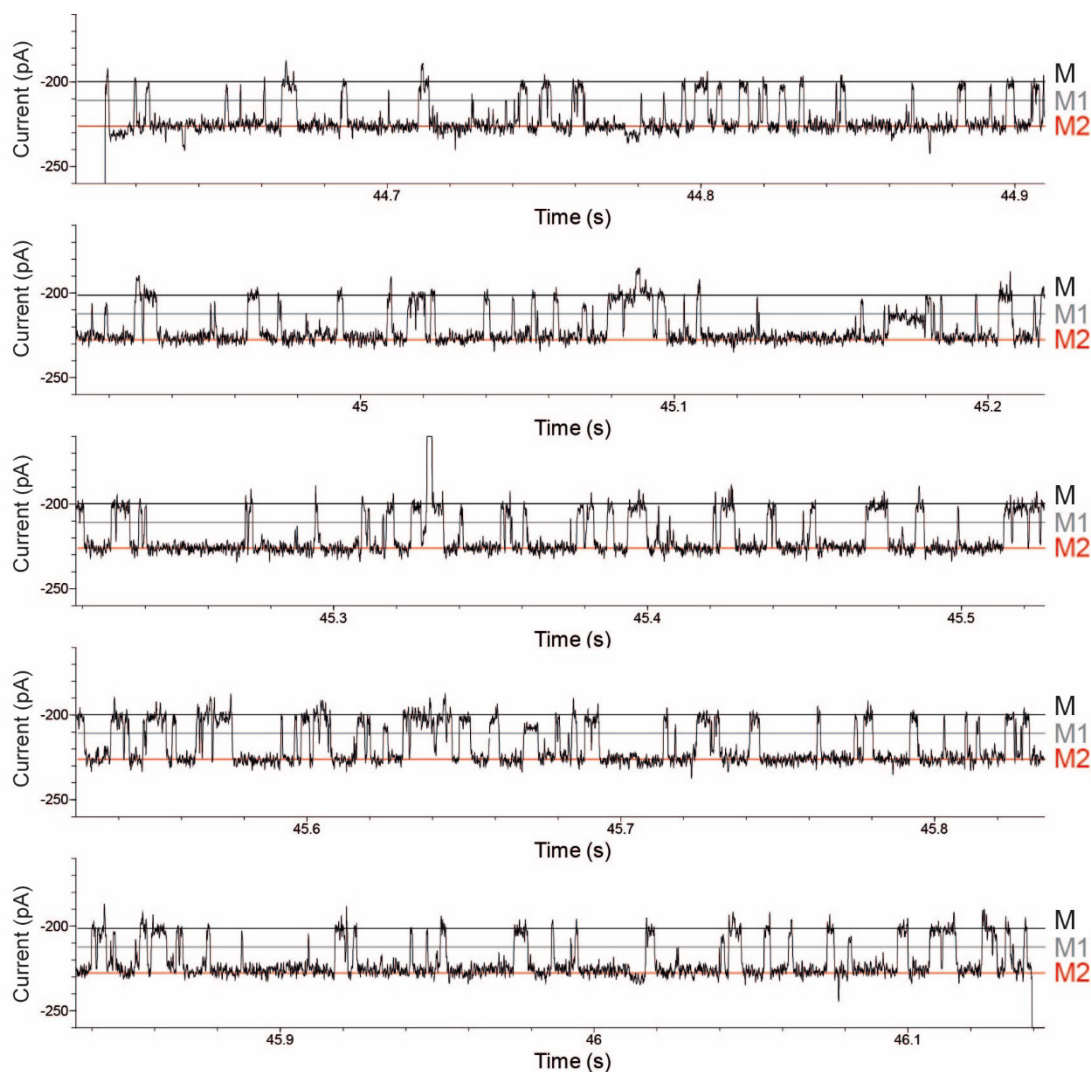 Current (pA)
-200
-250
M
M1
M2
44.7 44.8 44.9
Time (s)
Current (pA)
-200
-250
M
M1
M2
45 45.1 45.2
Time (s)
Current (pA)
-200
-250
M
M1
M2
45.3 45.4 45.5
Time (s)
Current (pA)
-200
-250
M
M1
M2
45.6 45.7 45.8
Time (s)
Current (pA)
-200
-250
M
M1
M2
45.9 46 46.1
Time (s)